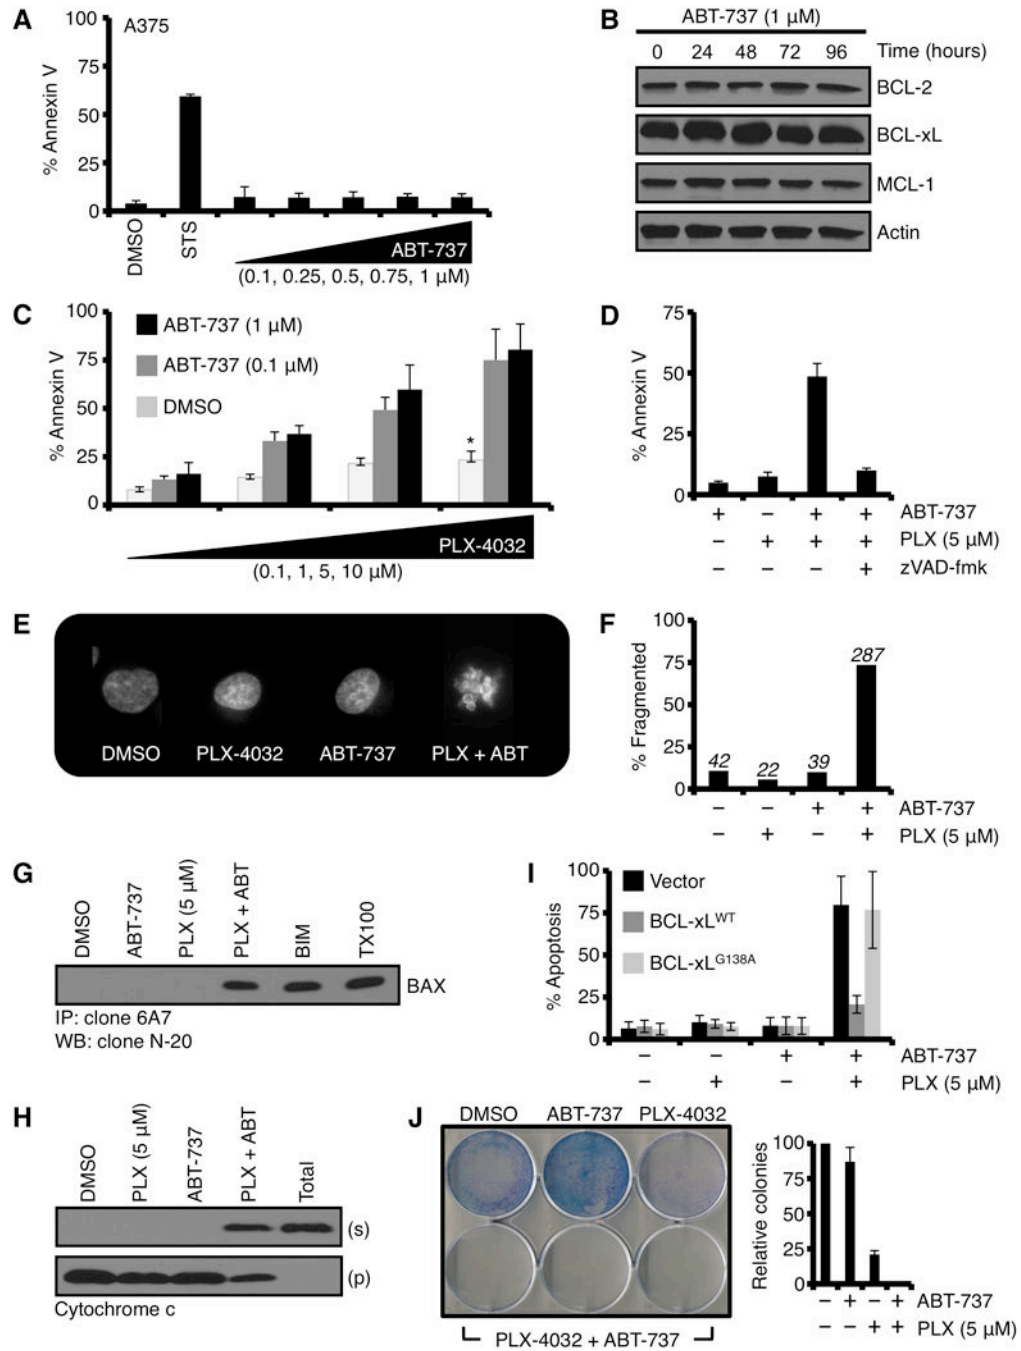 A
A375
% Annexin V
100
75
50
25
0
DMSO
STS
ABT-737
(0.1, 0.25, 0.5, 0.75, 1 µM)
B
ABT-737 (1 µM)
0 24 48 72 96 Time (hours)
BCL-2
BCL-xL
MCL-1
Actin
C
% Annexin V
100
75
50
25
0
ABT-737 (1 µM)
ABT-737 (0.1 µM)
DMSO
*
PLX-4032
(0.1, 1, 5, 10 µM)
D
% Annexin V
75
50
25
0
+ − + + ABT-737
− + + + PLX (5 µM)
− − − + zVAD-fmk
E
DMSO PLX-4032 ABT-737 PLX + ABT
F
% Fragmented
100
75
50
25
0
42 22 39 287
− − + + ABT-737
− + − + PLX (5 µM)
G
DMSO
ABT-737
PLX (5 µM)
PLX + ABT
BIM
TX100
BAX
IP: clone 6A7
WB: clone N-20
I
% Apoptosis
100
75
50
25
0
Vector
BCL-xLᵂᵀ
BCL-xL^G138A
− − + + ABT-737
− + − + PLX (5 µM)
H
DMSO
PLX (5 µM)
ABT-737
PLX + ABT
Total
(s)
(p)
Cytochrome c
J
DMSO ABT-737 PLX-4032
PLX-4032 + ABT-737
Relative colonies
100
75
50
25
0
− + − + ABT-737
− − + + PLX (5 µM)